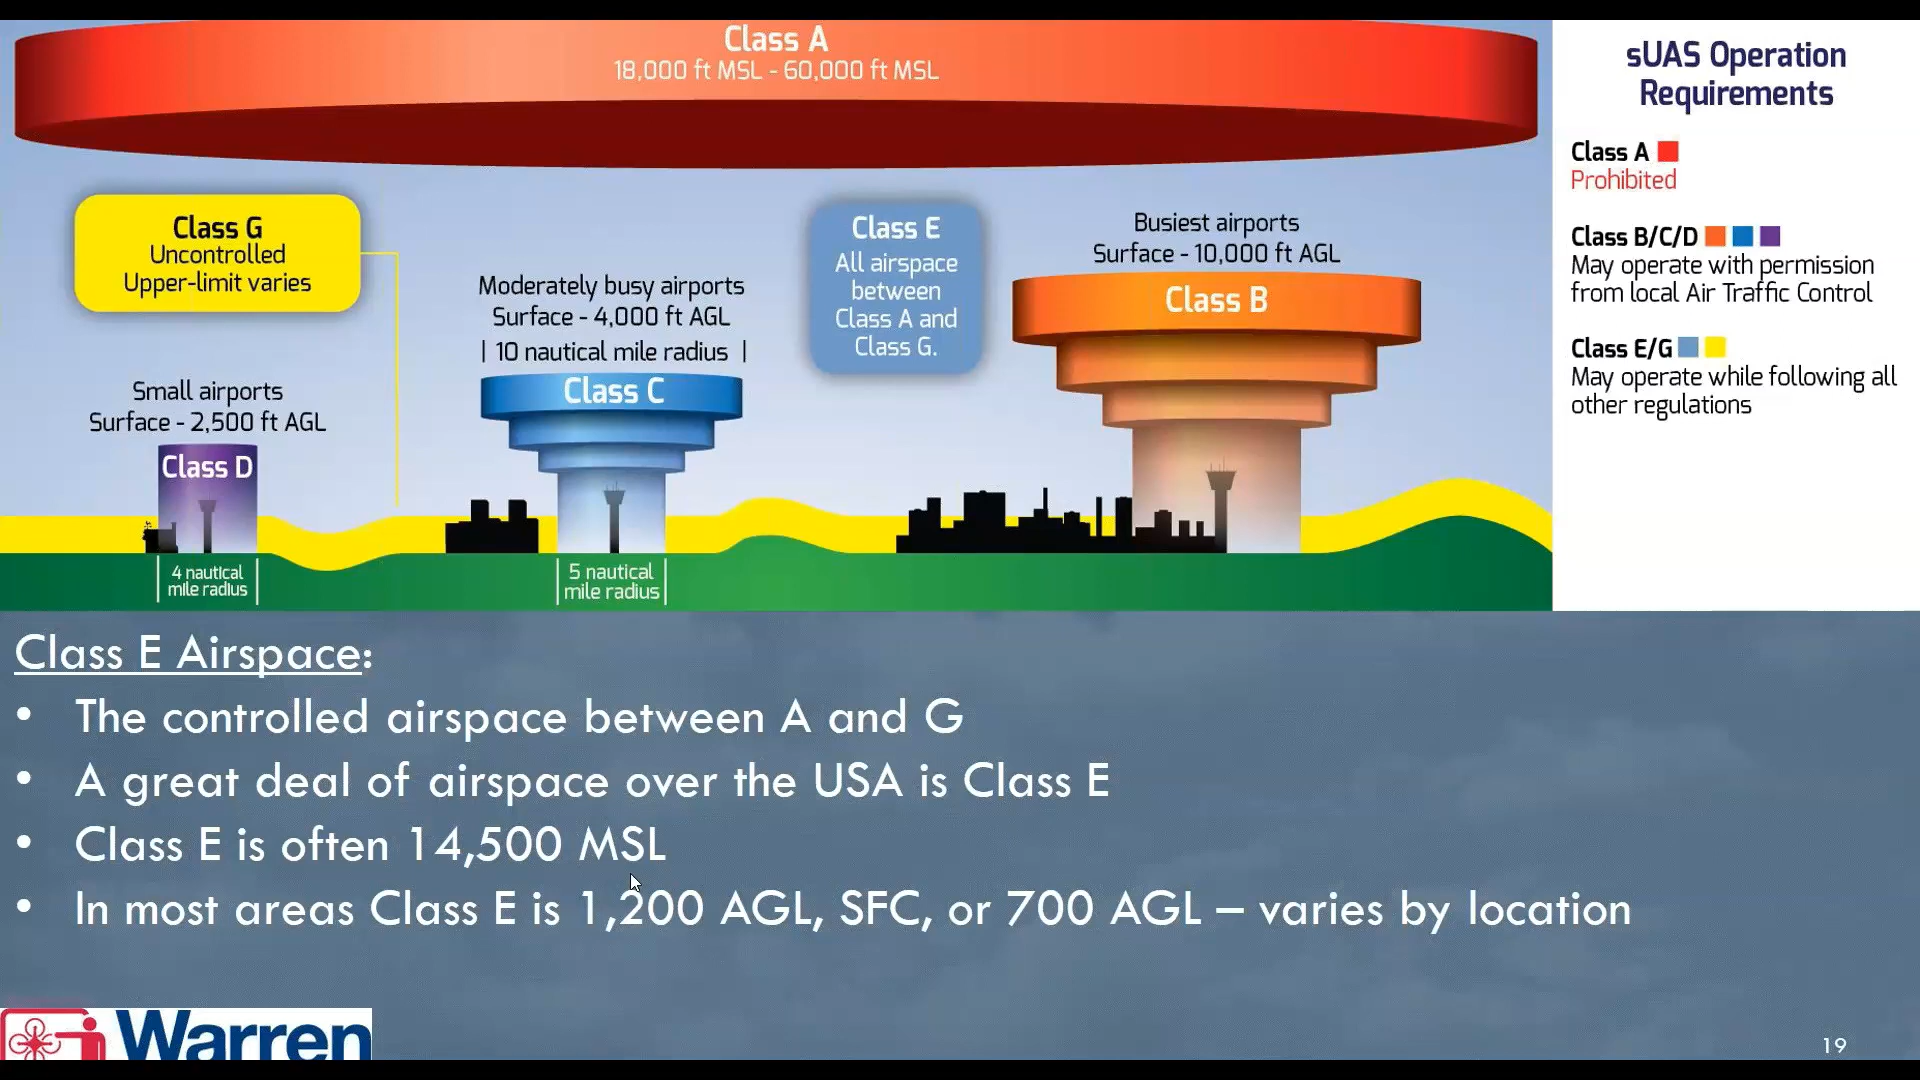 Class A
18,000 ft MSL - 60,000 ft MSL
sUAS Operation
Requirements
Class A
Prohibited
Class B/C/D
May operate with permission
from local Air Traffic Control
Class E/G
May operate while following all
other regulations
Class G
Uncontrolled
Upper-limit varies
Class E
All airspace
between
Class A and
Class G.
Busiest airports
Surface - 10,000 ft AGL
Class B
Moderately busy airports
Surface - 4,000 ft AGL
| 10 nautical mile radius |
Class C
Small airports
Surface - 2,500 ft AGL
Class D
4 nautical
mile radius
5 nautical
mile radius
Class E Airspace:
• The controlled airspace between A and G
• A great deal of airspace over the USA is Class E
• Class E is often 14,500 MSL
• In most areas Class E is 1,200 AGL, SFC, or 700 AGL – varies by location
Warren
19